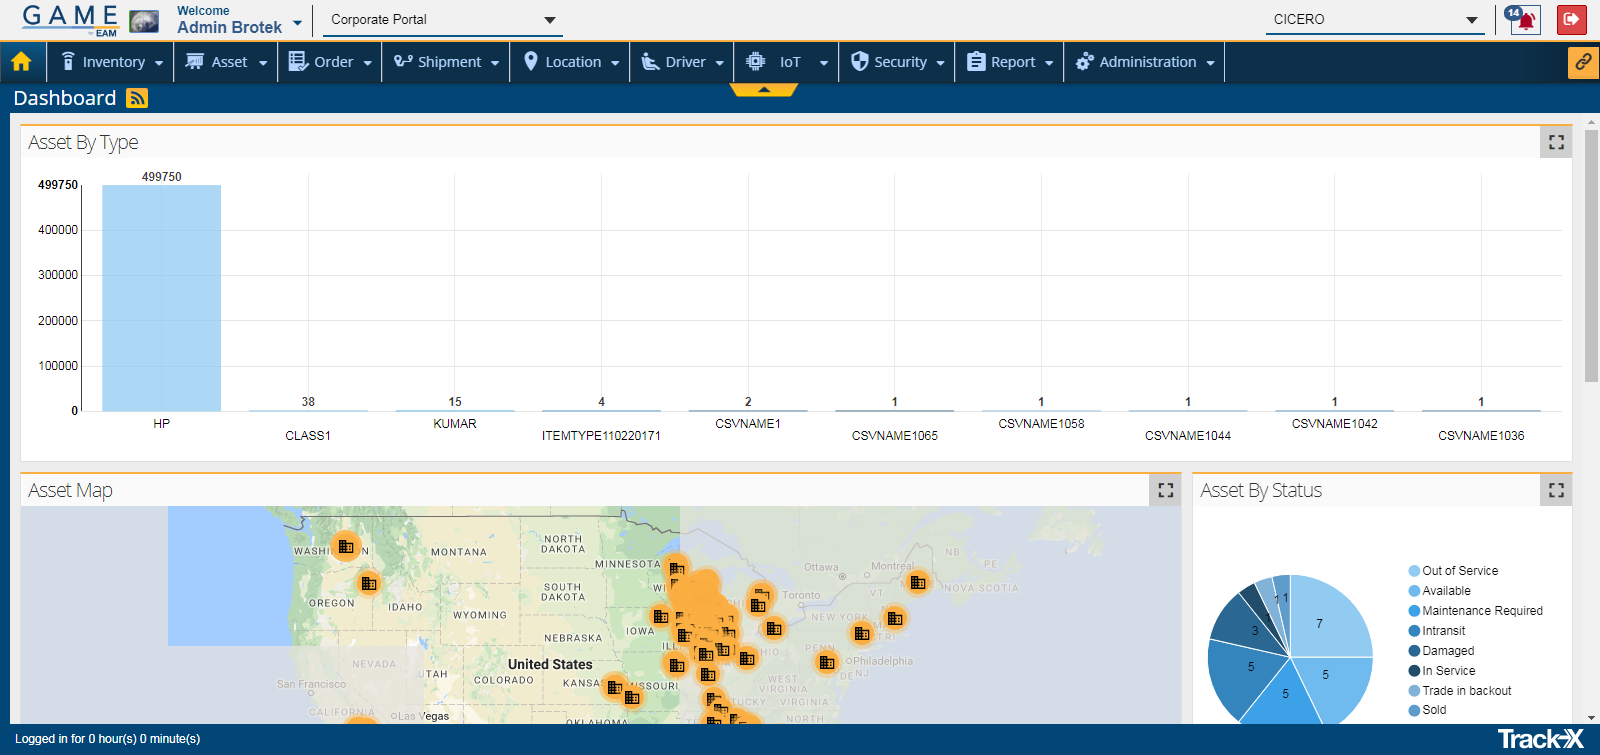 GAME
by EAM
Welcome
Admin Brotek
Corporate Portal
CICERO
14
Inventory
Asset
Order
Shipment
Location
Driver
IoT
Security
Report
Administration
Dashboard
Asset By Type
499750
400000
300000
200000
100000
0
499750
38
15
4
2
1
1
1
1
1
HP
CLASS1
KUMAR
ITEMTYPE110220171
CSVNAME1
CSVNAME1065
CSVNAME1058
CSVNAME1044
CSVNAME1042
CSVNAME1036
Asset Map
MONTANA
NORTH
DAKOTA
MINNESOTA
Ottawa
Montreal
NB
PE
NOVA SCOTIA
OREGON
IDAHO
SOUTH
DAKOTA
WYOMING
Toronto
VT
NEW YORK
NEBRASKA
IOWA
NEVADA
UTAH
COLORADO
United States
PENN
Philadelphia
DE
NJ
WEST
VIRGINIA
San Francisco
CALIFORNIA
Las Vegas
OKLAHOMA
TUCKY
VIRGINIA
NORTH
Asset By Status
7
5
5
5
3
1
1
1
Out of Service
Available
Maintenance Required
Intransit
Damaged
In Service
Trade in backout
Sold
Logged in for 0 hour(s) 0 minute(s)
Track-X